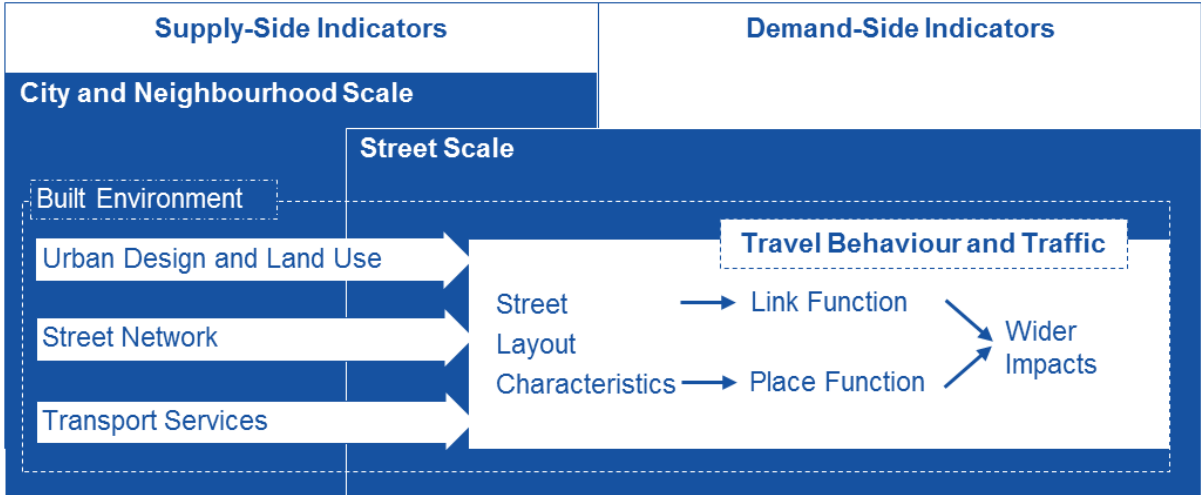 Supply-Side Indicators
Demand-Side Indicators
City and Neighbourhood Scale
Street Scale
Built Environment
Urban Design and Land Use
Street Network
Transport Services
Travel Behaviour and Traffic
Street
Layout
Characteristics
Link Function
Place Function
Wider
Impacts